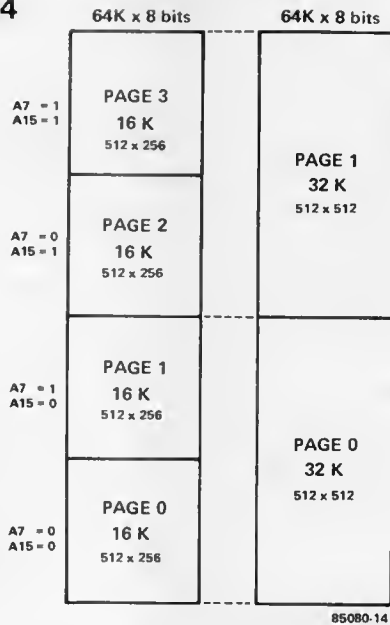 4
64K x 8 bits
64K x 8 bits
A7 = 1
A15 = 1
PAGE 3
16 K
512 x 256
A7 = 0
A15 = 1
PAGE 2
16 K
512 x 256
A7 = 1
A15 = 0
PAGE 1
16 K
512 x 256
A7 = 0
A15 = 0
PAGE 0
16 K
512 x 256
PAGE 1
32 K
512 x 512
PAGE 0
32 K
512 x 512
85080-14